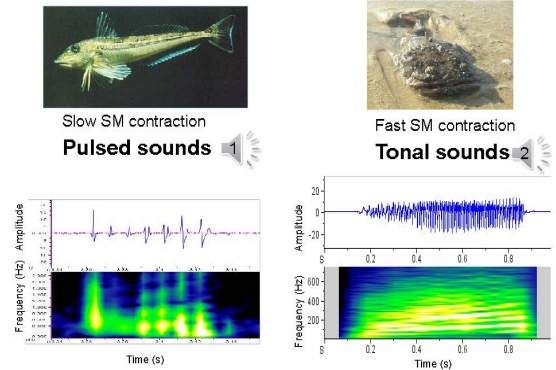 Slow SM contraction
Pulsed sounds 1
Fast SM contraction
Tonal sounds 2
Amplitude
Frequency (Hz)
Time (s)
Amplitude
20
0
-20
S 0.2 0.4 0.6 0.8
Frequency (Hz)
600
400
200
S 0.2 0.4 0.6 0.8
Time (s)